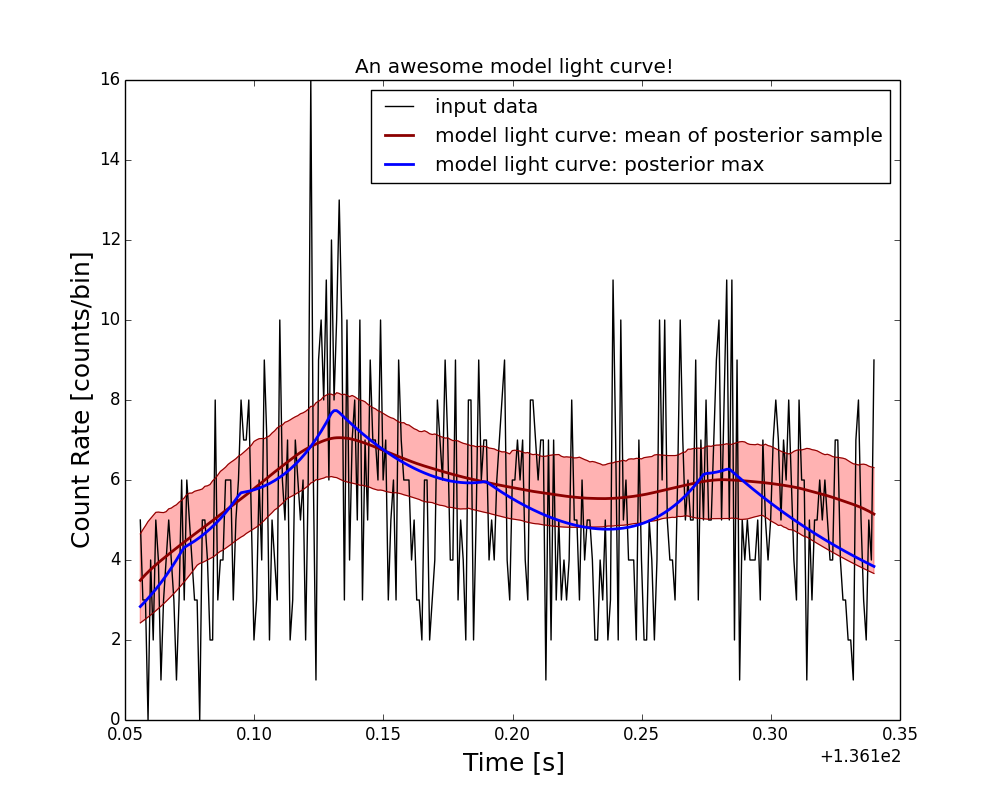 An awesome model light curve!
input data
model light curve: mean of posterior sample
model light curve: posterior max
Count Rate [counts/bin]
16
14
12
10
8
6
4
2
0
0.05 0.10 0.15 0.20 0.25 0.30 0.35
+1.361e2
Time [s]